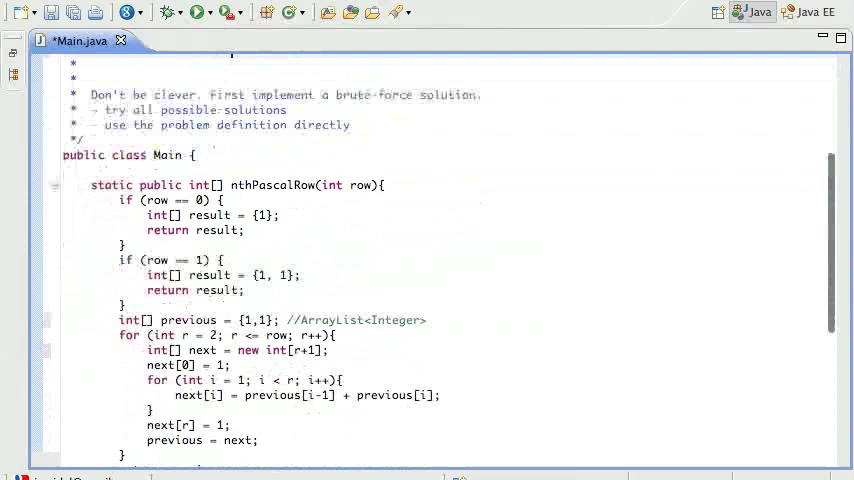 Java
Java EE
*Main.java
*
*
* Don't be clever. First implement a brute-force solution.
* - try all possible solutions
* - use the problem definition directly
*/
public class Main {
static public int[] nthPascalRow(int row){
if (row == 0) {
int[] result = {1};
return result;
}
if (row == 1) {
int[] result = {1, 1};
return result;
}
int[] previous = {1,1}; //ArrayList<Integer>
for (int r = 2; r <= row; r++){
int[] next = new int[r+1];
next[0] = 1;
for (int i = 1; i < r; i++){
next[i] = previous[i-1] + previous[i];
}
next[r] = 1;
previous = next;
}